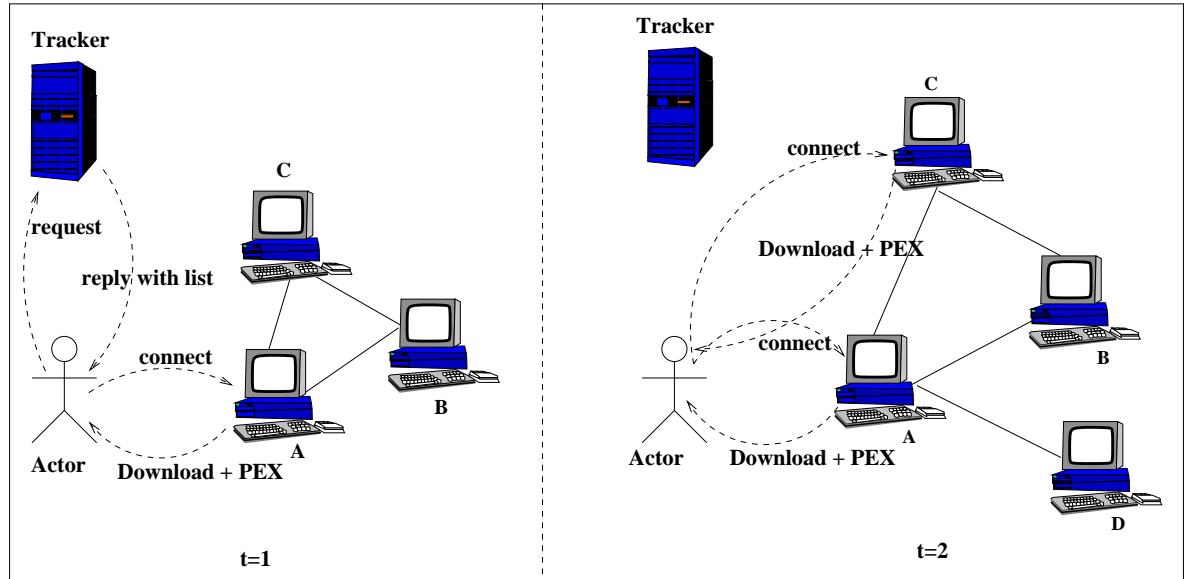 Tracker
C
request
reply with list
connect
B
A
Actor
Download + PEX
t=1
Tracker
C
connect
Download + PEX
connect
B
A
Actor
Download + PEX
D
t=2